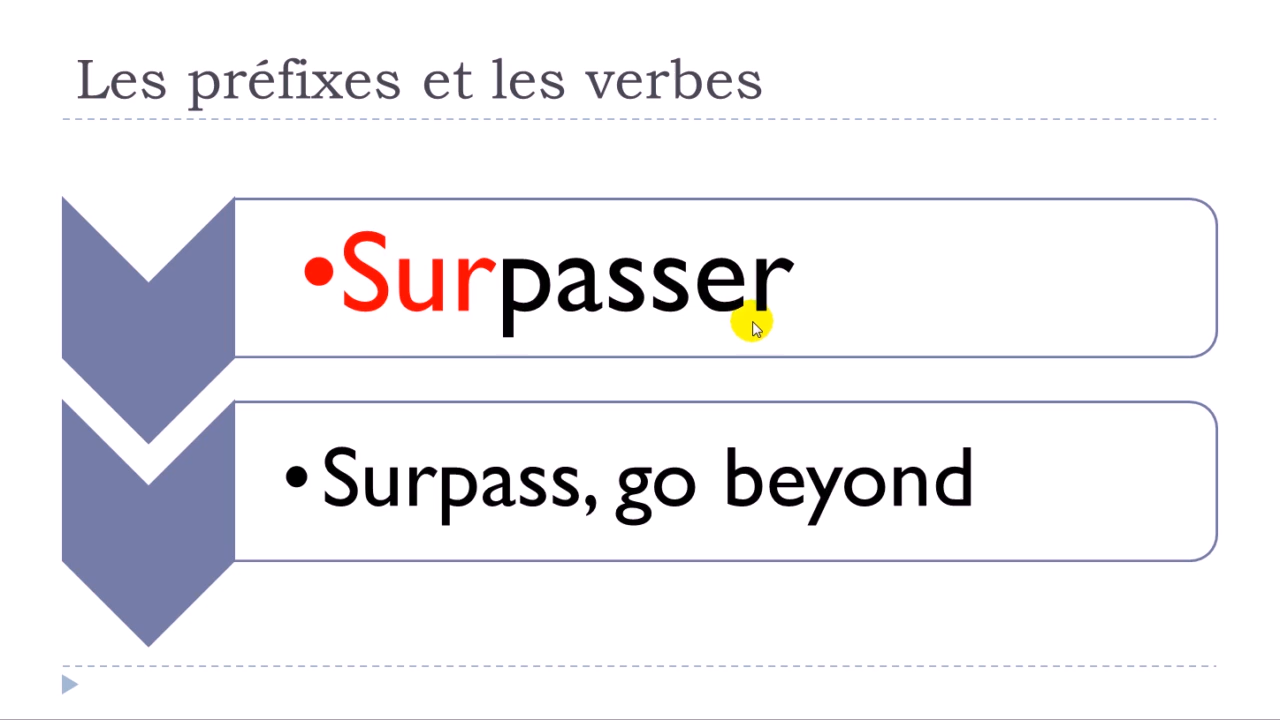 Les préfixes et les verbes
•Surpasser
•Surpass, go beyond